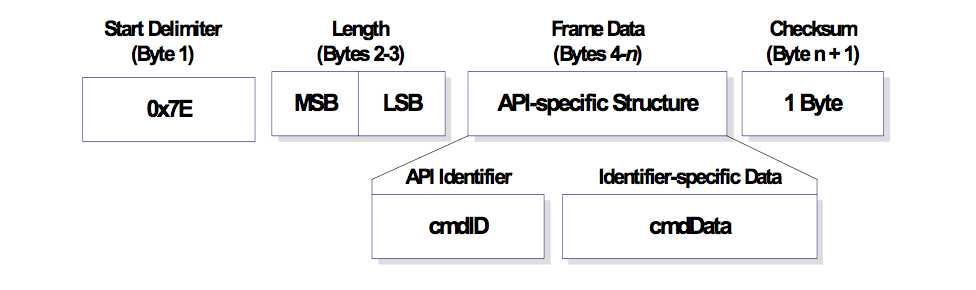 Start Delimiter
(Byte 1)
Length
(Bytes 2-3)
Frame Data
(Bytes 4-n)
Checksum
(Byte n + 1)
0x7E
MSB
LSB
API-specific Structure
1 Byte
API Identifier
Identifier-specific Data
cmdID
cmdData